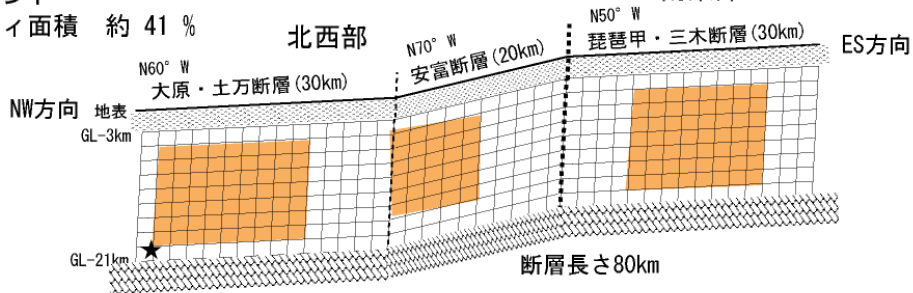 ィ面積 約 41 %
北西部
N60°W
大原・土万断層(30km)
N70°W
安富断層(20km)
N50°W
琵琶甲・三木断層(30km)
ES方向
NW方向
地表
GL-3km
GL-21km
断層長さ80km